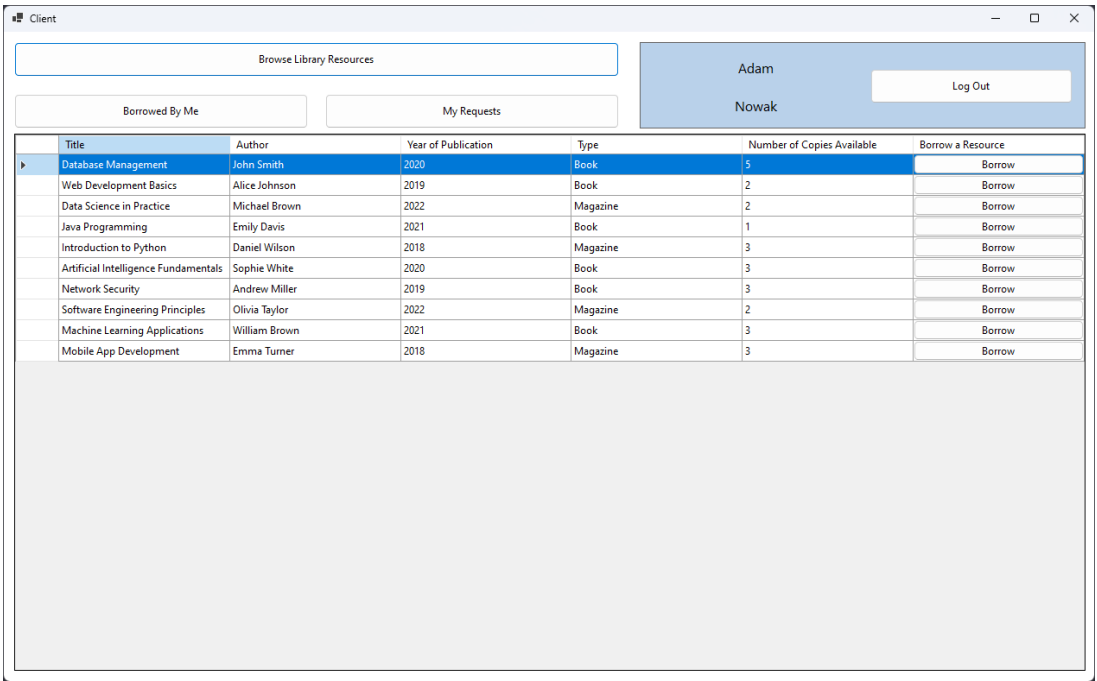 Client
Browse Library Resources
Adam
Log Out
Nowak
Borrowed By Me My Requests
Title Author Year of Publication Type Number of Copies Available Borrow a Resource
Database Management John Smith 2020 Book 5 Borrow
Web Development Basics Alice Johnson 2019 Book 2 Borrow
Data Science in Practice Michael Brown 2022 Magazine 2 Borrow
Java Programming Emily Davis 2021 Book 1 Borrow
Introduction to Python Daniel Wilson 2018 Magazine 3 Borrow
Artificial Intelligence Fundamentals Sophie White 2020 Book 3 Borrow
Network Security Andrew Miller 2019 Book 3 Borrow
Software Engineering Principles Olivia Taylor 2022 Magazine 2 Borrow
Machine Learning Applications William Brown 2021 Book 3 Borrow
Mobile App Development Emma Turner 2018 Magazine 3 Borrow